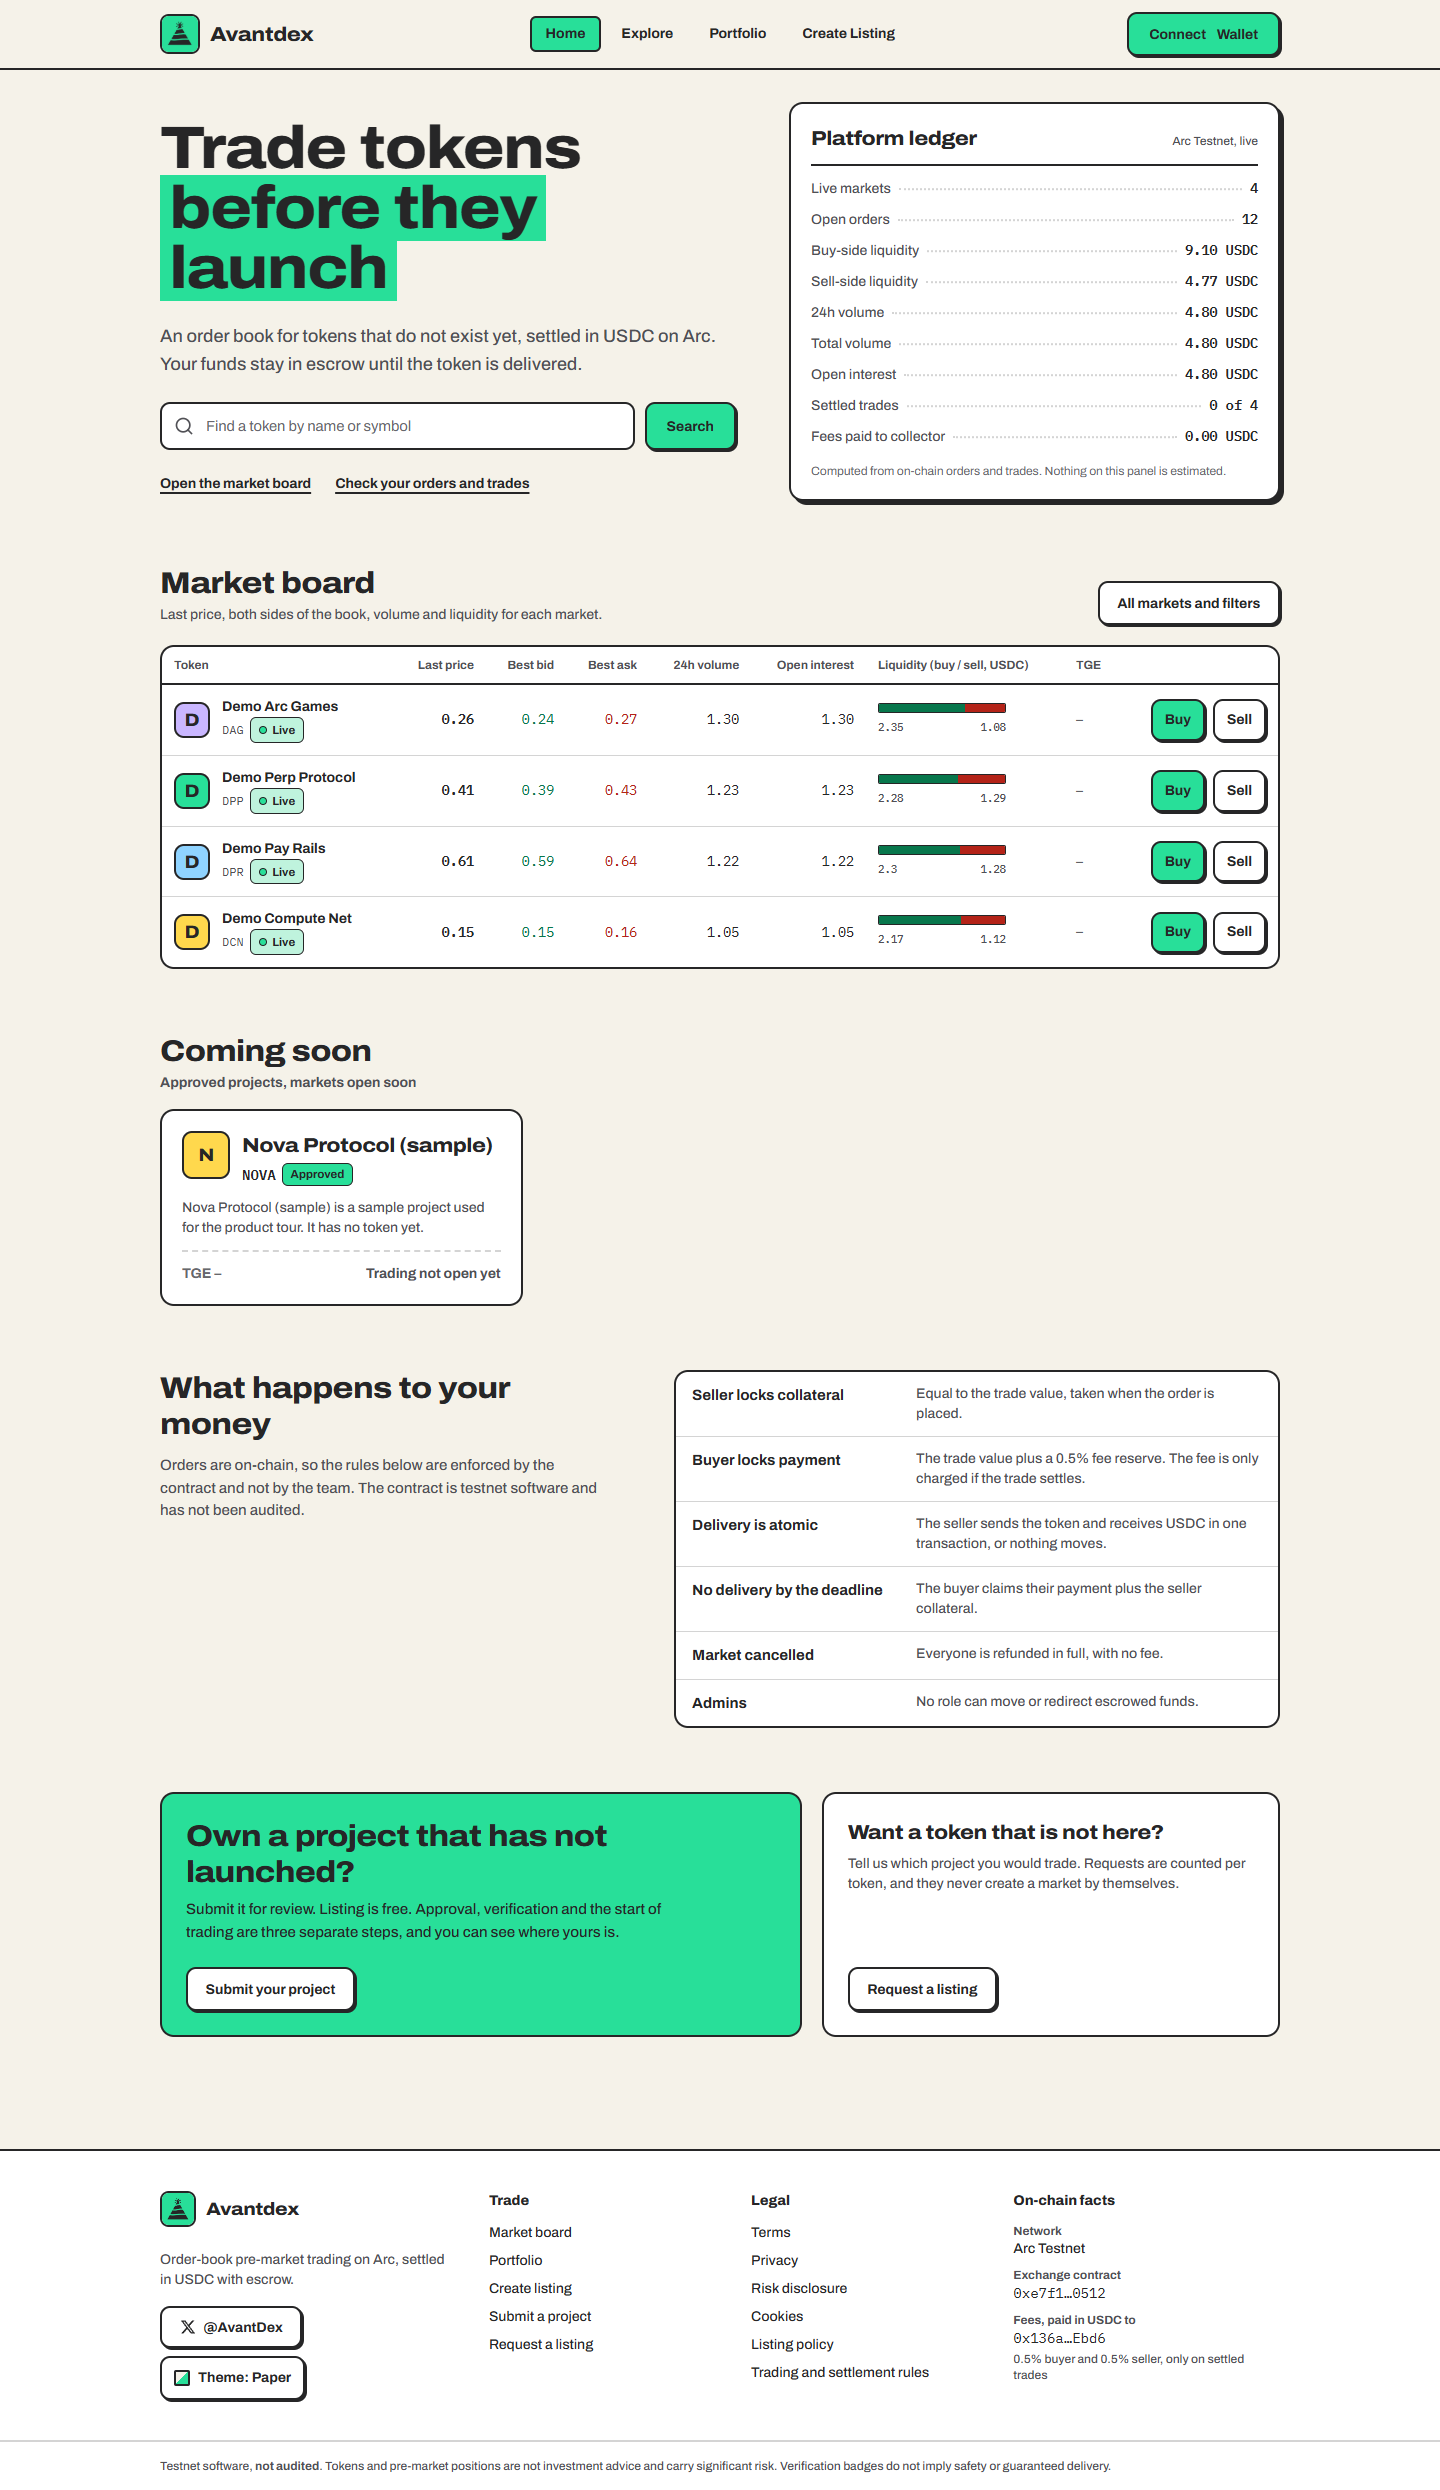 Avantdex
Home Explore Portfolio Create Listing
Connect Wallet
Trade tokens
before they
launch
An order book for tokens that do not exist yet, settled in USDC on Arc.
Your funds stay in escrow until the token is delivered.
Find a token by name or symbol
Search
Open the market board Check your orders and trades
Platform ledger Arc Testnet, live
Live markets 4
Open orders 12
Buy-side liquidity 9.10 USDC
Sell-side liquidity 4.77 USDC
24h volume 4.80 USDC
Total volume 4.80 USDC
Open interest 4.80 USDC
Settled trades 0 of 4
Fees paid to collector 0.00 USDC
Computed from on-chain orders and trades. Nothing on this panel is estimated.
Market board
Last price, both sides of the book, volume and liquidity for each market.
All markets and filters
Token Last price Best bid Best ask 24h volume Open interest Liquidity (buy / sell, USDC) TGE
D Demo Arc Games
DAG Live
0.26 0.24 0.27 1.30 1.30 2.35 1.08 – Buy Sell
D Demo Perp Protocol
DPP Live
0.41 0.39 0.43 1.23 1.23 2.28 1.29 – Buy Sell
D Demo Pay Rails
DPR Live
0.61 0.59 0.64 1.22 1.22 2.3 1.28 – Buy Sell
D Demo Compute Net
DCN Live
0.15 0.15 0.16 1.05 1.05 2.17 1.12 – Buy Sell
Coming soon
Approved projects, markets open soon
N Nova Protocol (sample)
NOVA Approved
Nova Protocol (sample) is a sample project used
for the product tour. It has no token yet.
TGE – Trading not open yet
What happens to your
money
Orders are on-chain, so the rules below are enforced by the
contract and not by the team. The contract is testnet software and
has not been audited.
Seller locks collateral Equal to the trade value, taken when the order is
placed.
Buyer locks payment The trade value plus a 0.5% fee reserve. The fee is only
charged if the trade settles.
Delivery is atomic The seller sends the token and receives USDC in one
transaction, or nothing moves.
No delivery by the deadline The buyer claims their payment plus the seller
collateral.
Market cancelled Everyone is refunded in full, with no fee.
Admins No role can move or redirect escrowed funds.
Own a project that has not
launched?
Submit it for review. Listing is free. Approval, verification and the start of
trading are three separate steps, and you can see where yours is.
Submit your project
Want a token that is not here?
Tell us which project you would trade. Requests are counted per
token, and they never create a market by themselves.
Request a listing
Avantdex
Order-book pre-market trading on Arc, settled
in USDC with escrow.
@AvantDex
Theme: Paper
Trade
Market board
Portfolio
Create listing
Submit a project
Request a listing
Legal
Terms
Privacy
Risk disclosure
Cookies
Listing policy
Trading and settlement rules
On-chain facts
Network
Arc Testnet
Exchange contract
0xe7f1…0512
Fees, paid in USDC to
0x136a…Ebd6
0.5% buyer and 0.5% seller, only on settled
trades
Testnet software, not audited. Tokens and pre-market positions are not investment advice and carry significant risk. Verification badges do not imply safety or guaranteed delivery.